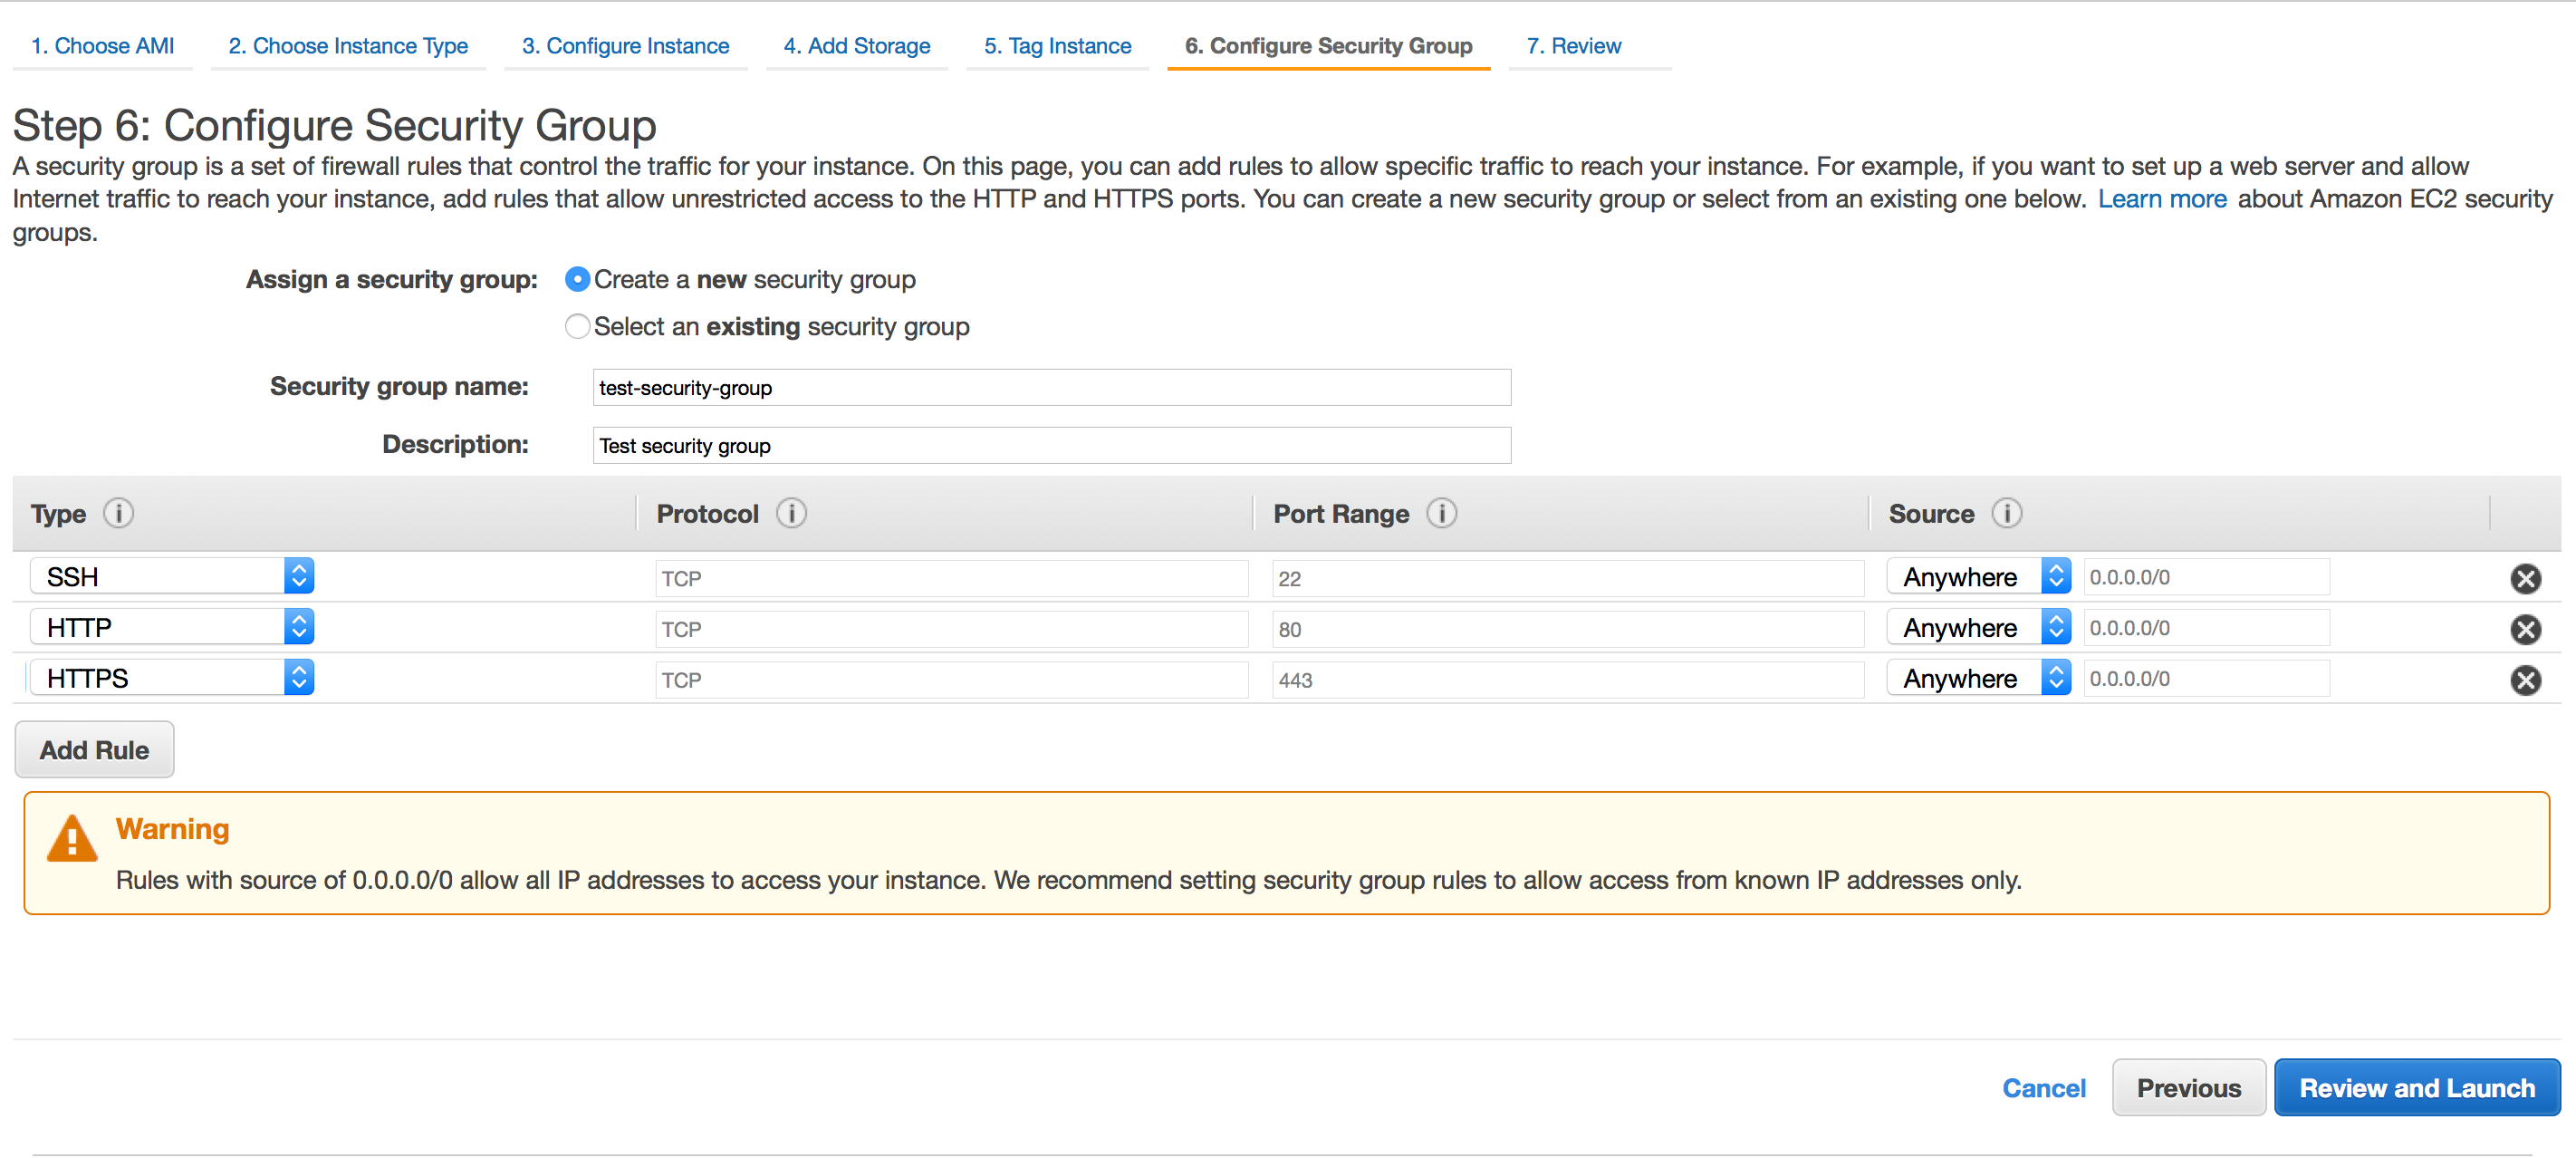 1. Choose AMI 2. Choose Instance Type 3. Configure Instance 4. Add Storage 5. Tag Instance 6. Configure Security Group 7. Review
Step 6: Configure Security Group
A security group is a set of firewall rules that control the traffic for your instance. On this page, you can add rules to allow specific traffic to reach your instance. For example, if you want to set up a web server and allow
Internet traffic to reach your instance, add rules that allow unrestricted access to the HTTP and HTTPS ports. You can create a new security group or select from an existing one below. Learn more about Amazon EC2 security
groups.
Assign a security group: Create a new security group
Select an existing security group
Security group name: test-security-group
Description: Test security group
Type i Protocol i Port Range i Source i
SSH TCP 22 Anywhere 0.0.0.0/0
HTTP TCP 80 Anywhere 0.0.0.0/0
HTTPS TCP 443 Anywhere 0.0.0.0/0
Add Rule
Warning
Rules with source of 0.0.0.0/0 allow all IP addresses to access your instance. We recommend setting security group rules to allow access from known IP addresses only.
Cancel Previous Review and Launch